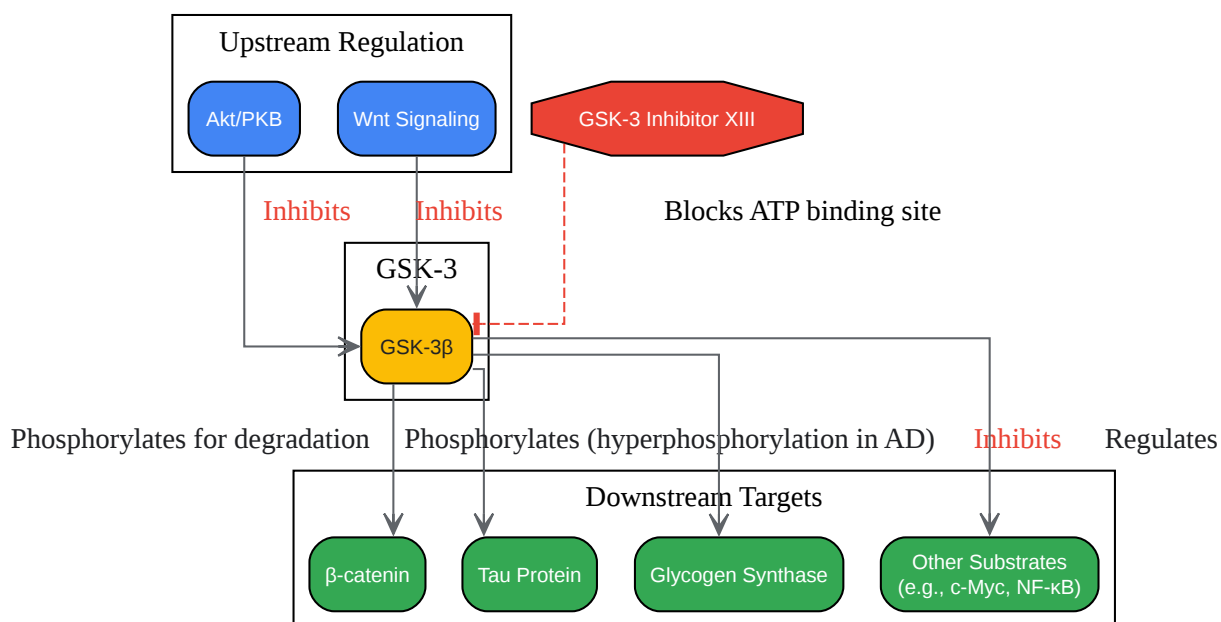 Upstream Regulation
Akt/PKB
Wnt Signaling
GSK-3 Inhibitor XIII
Inhibits
Inhibits
Blocks ATP binding site
GSK-3
GSK-3β
Phosphorylates for degradation
Phosphorylates (hyperphosphorylation in AD)
Inhibits
Regulates
Downstream Targets
β-catenin
Tau Protein
Glycogen Synthase
Other Substrates
(e.g., c-Myc, NF-κB)